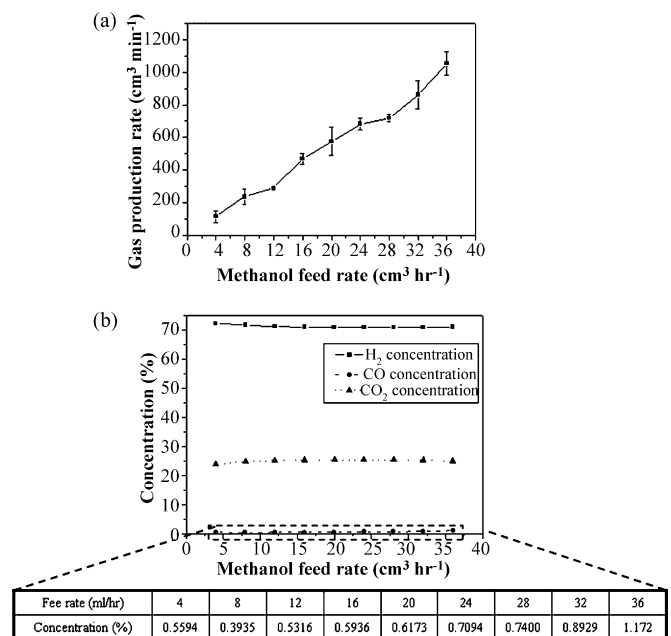 (a)
Gas production rate (cm³ min⁻¹)
1200
1000
800
600
400
200
0
0 4 8 12 16 20 24 28 32 36 40
Methanol feed rate (cm³ hr⁻¹)
(b)
Concentration (%)
70
60
50
40
30
20
10
0
H₂ concentration
CO concentration
CO₂ concentration
0 5 10 15 20 25 30 35 40
Methanol feed rate (cm³ hr⁻¹)
Fee rate (ml/hr) 4 8 12 16 20 24 28 32 36
Concentration (%) 0.5594 0.3935 0.5316 0.5936 0.6173 0.7094 0.7400 0.8929 1.172